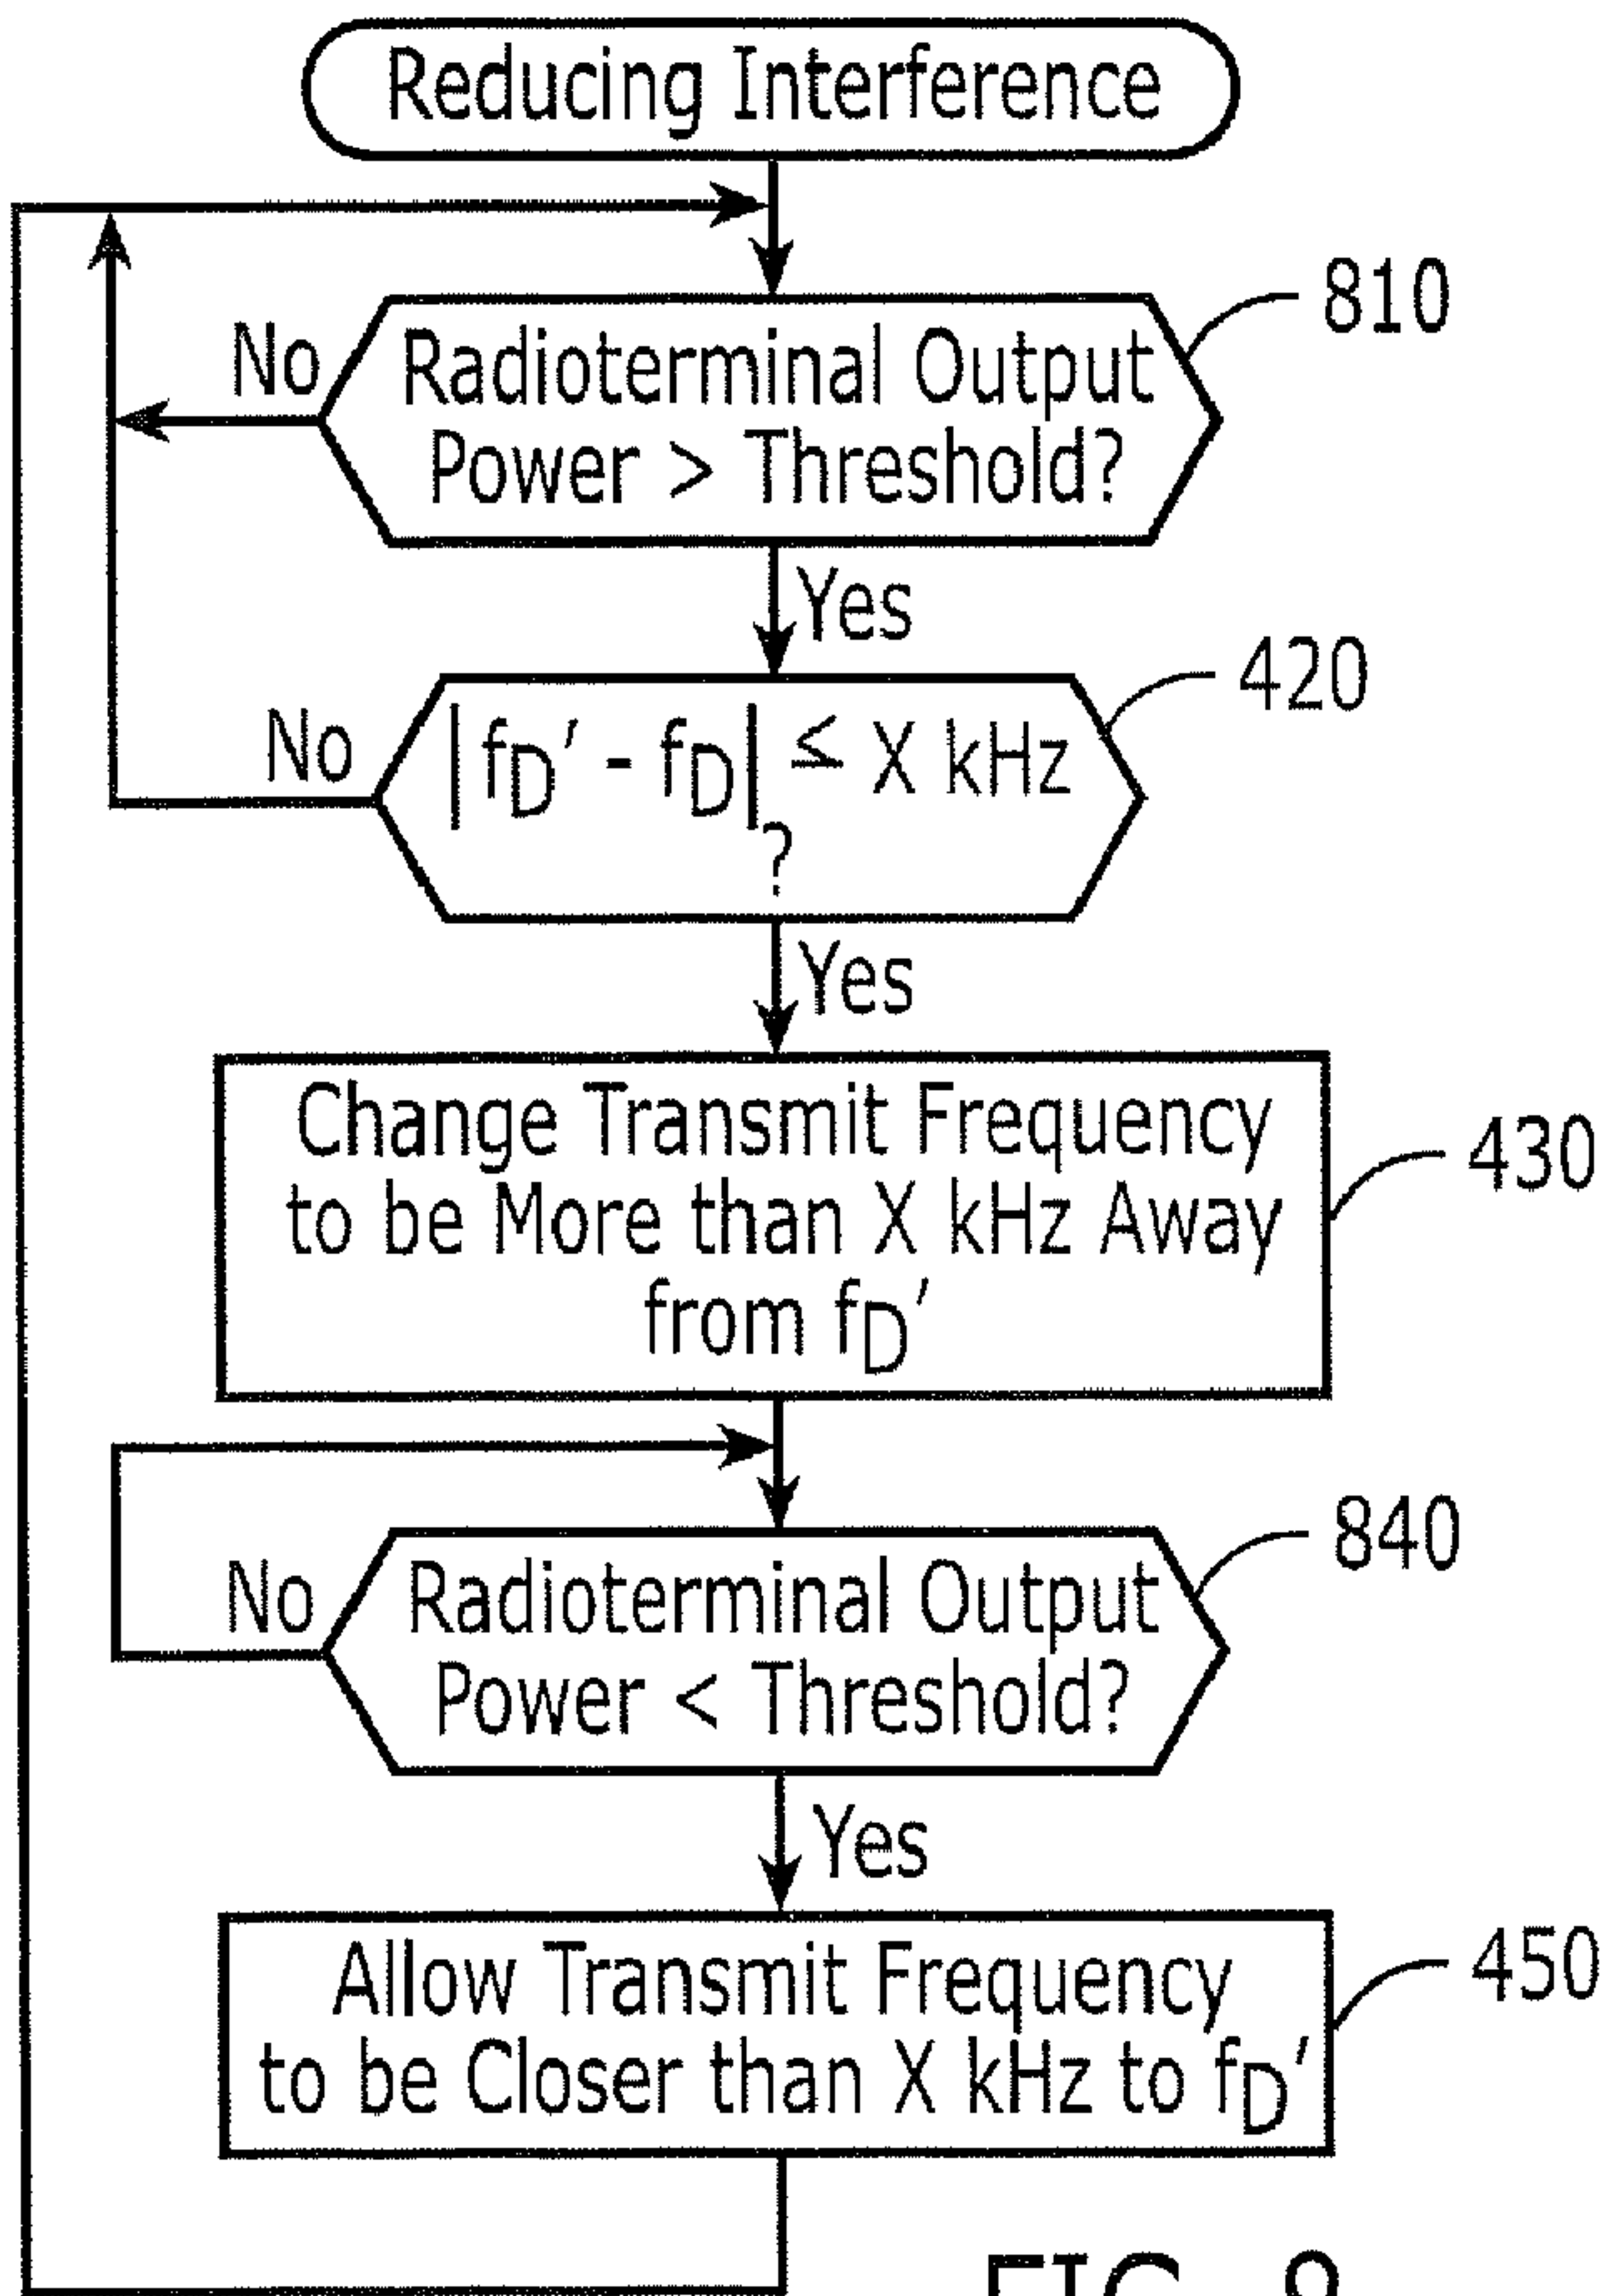 Reducing Interference
810
No
Radioterminal Output
Power > Threshold?
Yes
420
No
|fD' - fD| ≤ X kHz
?
Yes
Change Transmit Frequency
to be More than X kHz Away
from fD'
430
840
No
Radioterminal Output
Power < Threshold?
Yes
Allow Transmit Frequency
to be Closer than X kHz to fD'
450
FIG.